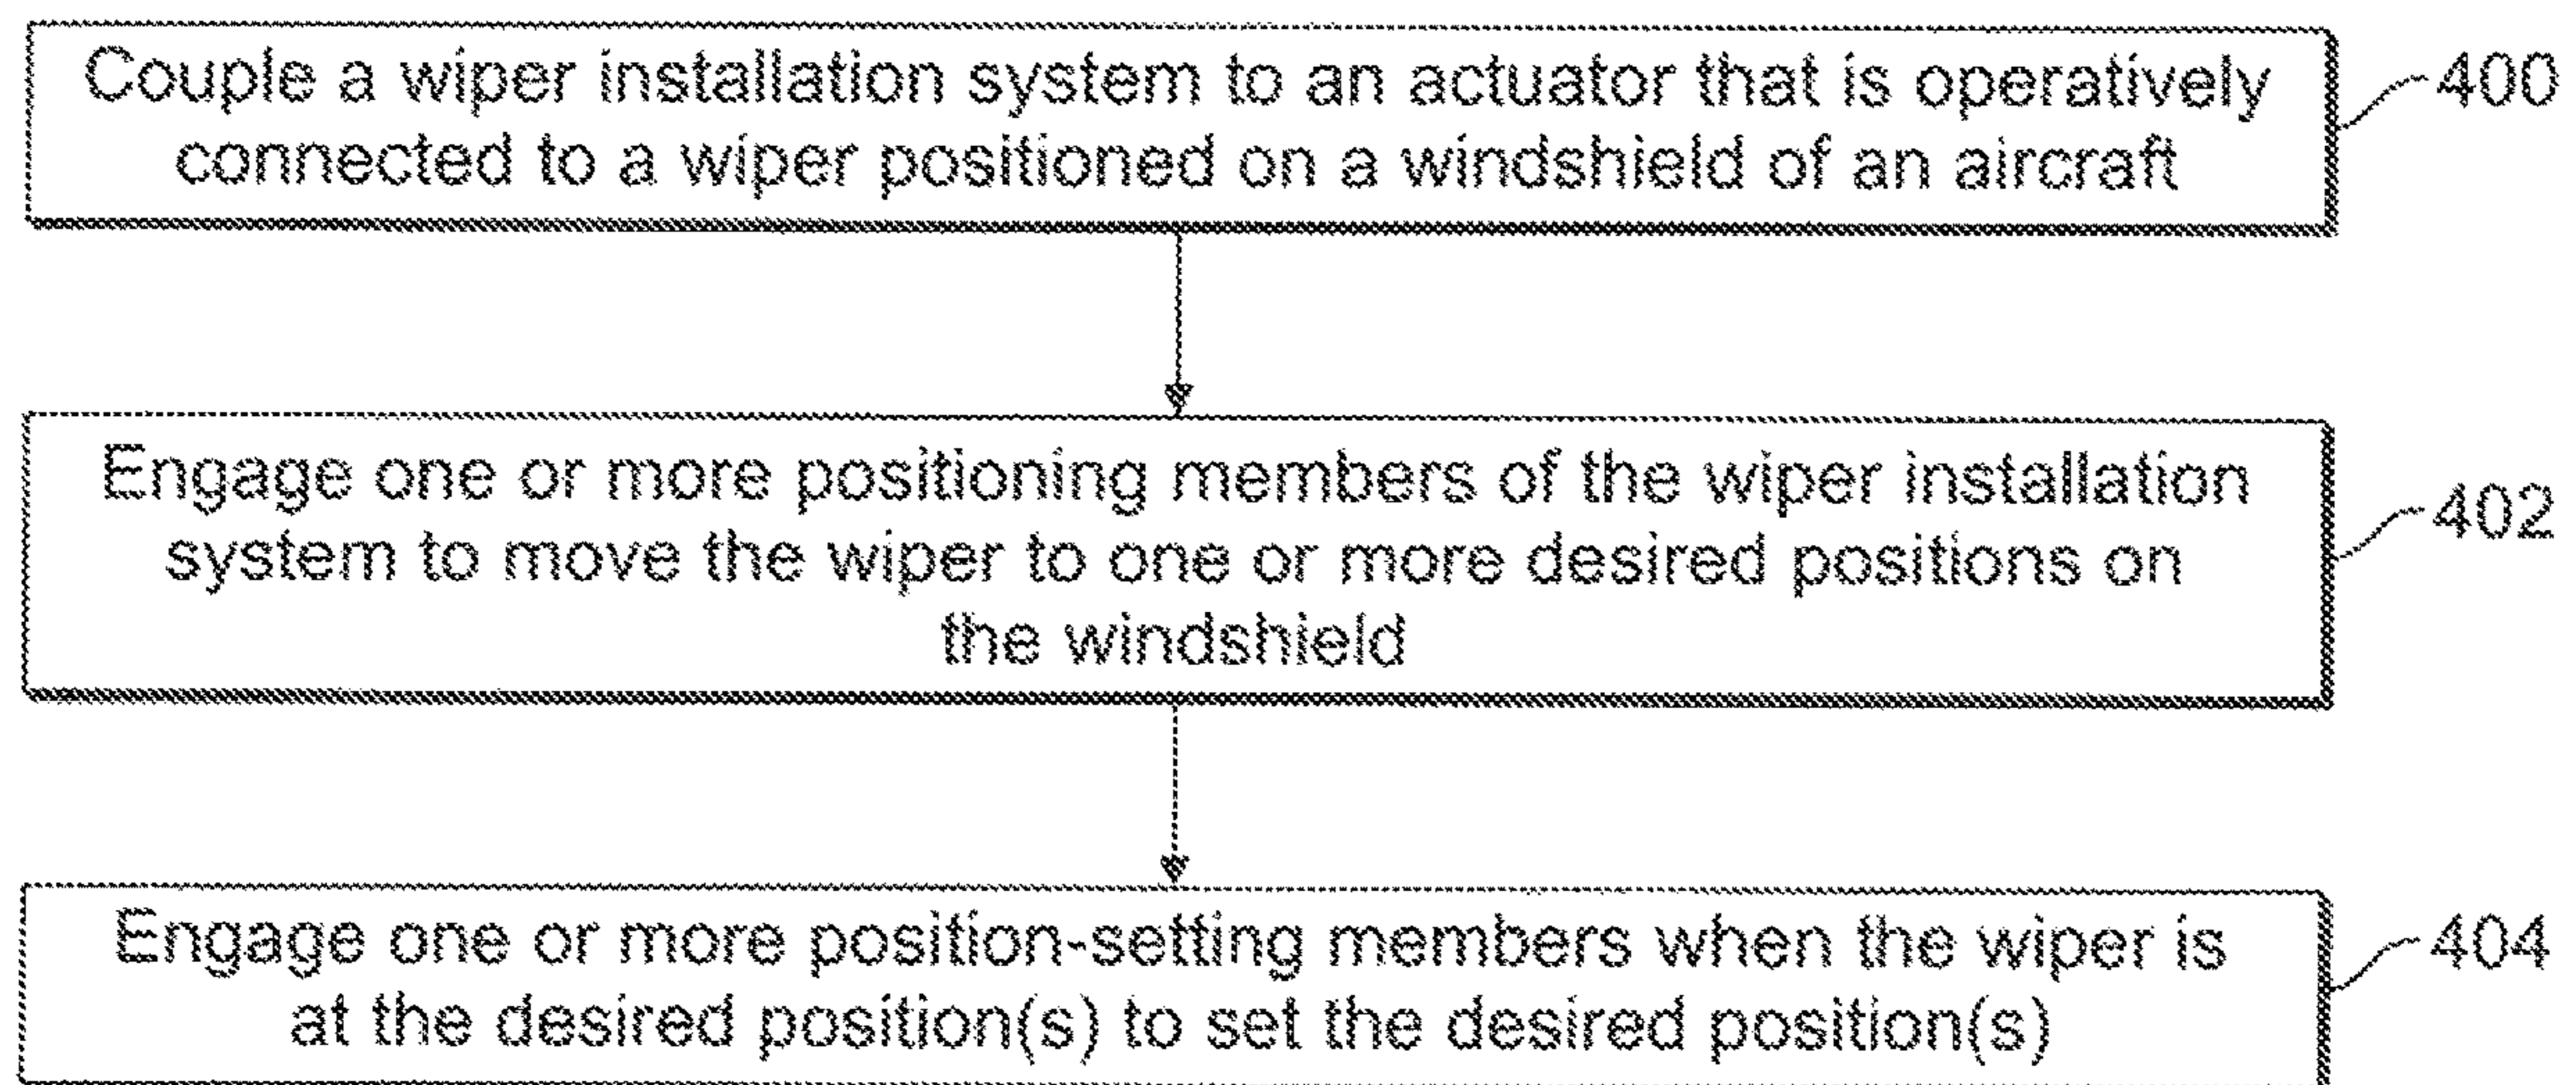 Couple a wiper installation system to an actuator that is operatively
connected to a wiper positioned on a windshield of an aircraft
400
Engage one or more positioning members of the wiper installation
system to move the wiper to one or more desired positions on
the windshield
402
Engage one or more position-setting members when the wiper is
at the desired position(s) to set the desired position(s)
404